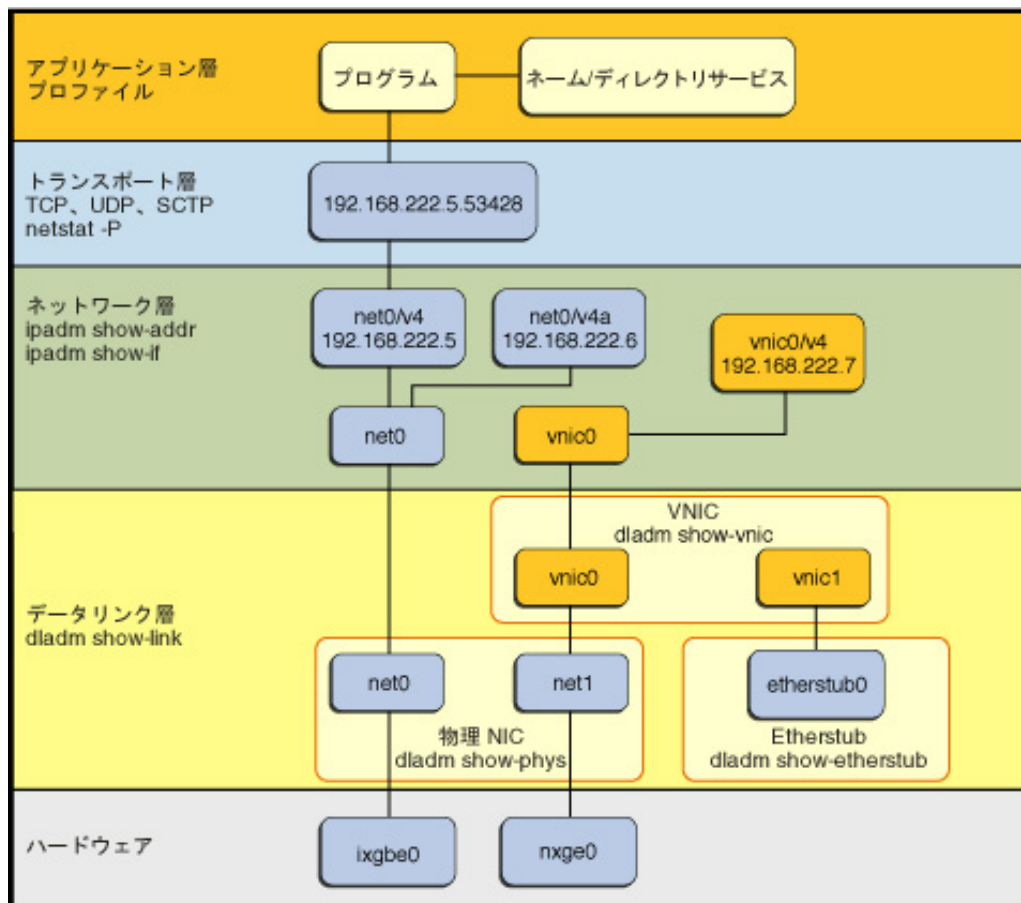 アプリケーション層
プロファイル
プログラム
ネーム/ディレクトリサービス
トランスポート層
TCP、UDP、SCTP
netstat -P
192.168.222.5.53428
ネットワーク層
ipadm show-addr
ipadm show-if
net0/v4
192.168.222.5
net0/v4a
192.168.222.6
vnic0/v4
192.168.222.7
net0
vnic0
データリンク層
dladm show-link
VNIC
dladm show-vnic
vnic0
vnic1
net0
net1
物理 NIC
dladm show-phys
etherstub0
Etherstub
dladm show-etherstub
ハードウェア
ixgbe0
nxge0